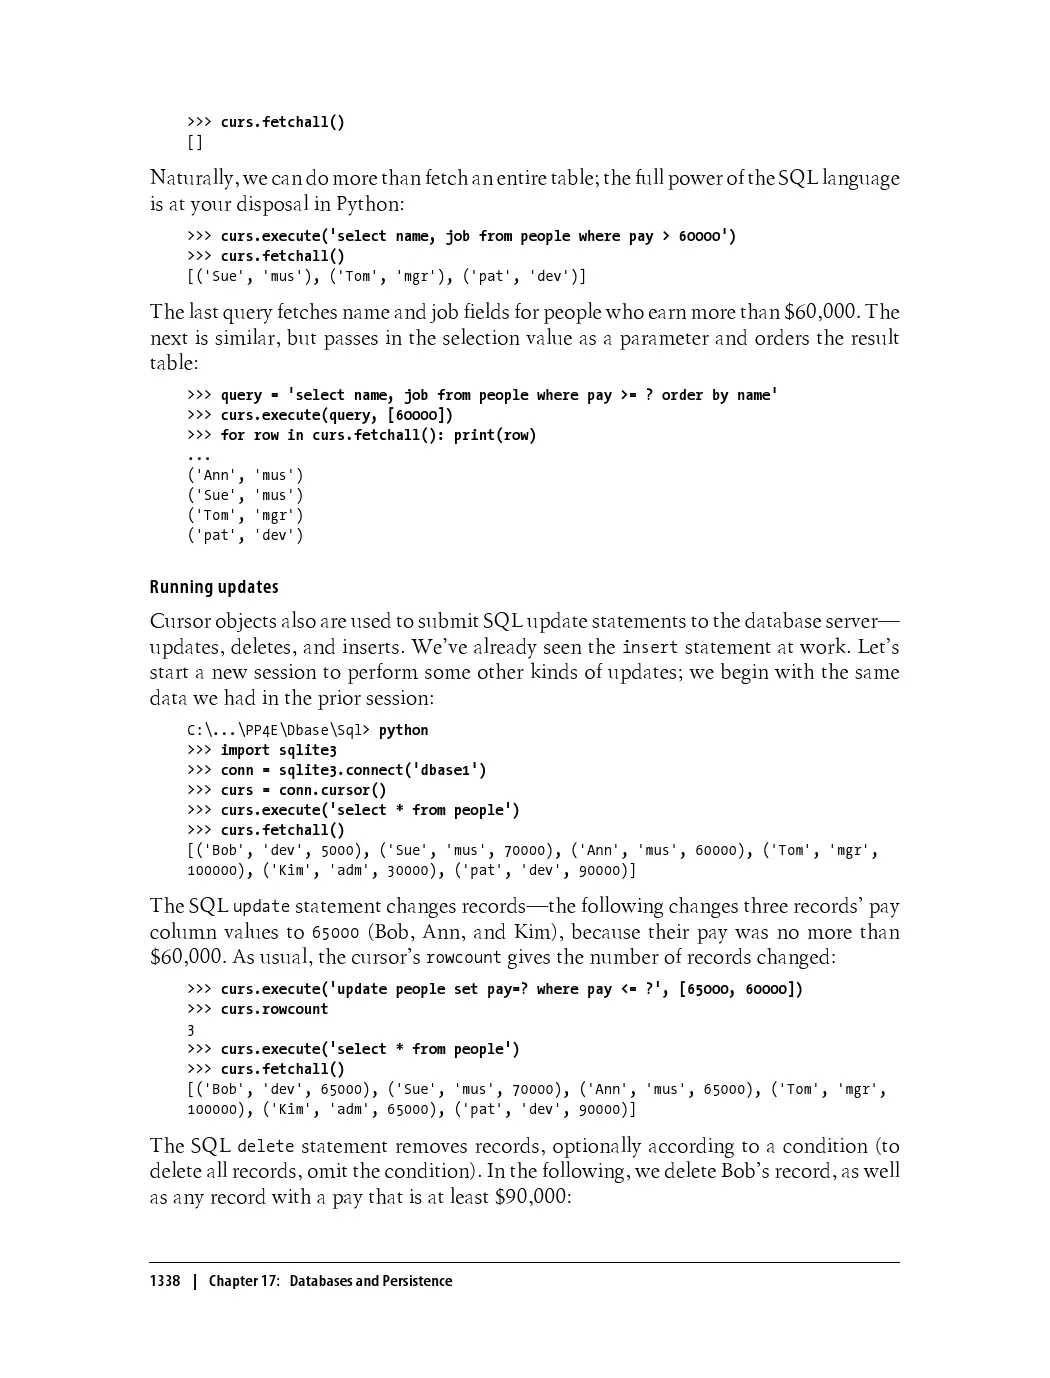 >>> curs.fetchall()
[]
Naturally, we can do more than fetch an entire table; the full power of the SQL language
is at your disposal in Python:
>>> curs.execute('select name, job from people where pay > 60000')
>>> curs.fetchall()
[('Sue', 'mus'), ('Tom', 'mgr'), ('pat', 'dev')]
The last query fetches name and job fields for people who earn more than $60,000. The
next is similar, but passes in the selection value as a parameter and orders the result
table:
>>> query = 'select name, job from people where pay >= ? order by name'
>>> curs.execute(query, [60000])
>>> for row in curs.fetchall(): print(row)
...
('Ann', 'mus')
('Sue', 'mus')
('Tom', 'mgr')
('pat', 'dev')
Running updates
Cursor objects also are used to submit SQL update statements to the database server—
updates, deletes, and inserts. We’ve already seen the insert statement at work. Let’s
start a new session to perform some other kinds of updates; we begin with the same
data we had in the prior session:
C:\...\PP4E\Dbase\Sql> python
>>> import sqlite3
>>> conn = sqlite3.connect('dbase1')
>>> curs = conn.cursor()
>>> curs.execute('select * from people')
>>> curs.fetchall()
[('Bob', 'dev', 5000), ('Sue', 'mus', 70000), ('Ann', 'mus', 60000), ('Tom', 'mgr',
100000), ('Kim', 'adm', 30000), ('pat', 'dev', 90000)]
The SQL update statement changes records—the following changes three records’ pay
column values to 65000 (Bob, Ann, and Kim), because their pay was no more than
$60,000. As usual, the cursor’s rowcount gives the number of records changed:
>>> curs.execute('update people set pay=? where pay <= ?', [65000, 60000])
>>> curs.rowcount
3
>>> curs.execute('select * from people')
>>> curs.fetchall()
[('Bob', 'dev', 65000), ('Sue', 'mus', 70000), ('Ann', 'mus', 65000), ('Tom', 'mgr',
100000), ('Kim', 'adm', 65000), ('pat', 'dev', 90000)]
The SQL delete statement removes records, optionally according to a condition (to
delete all records, omit the condition). In the following, we delete Bob’s record, as well
as any record with a pay that is at least $90,000:
1338 | Chapter 17: Databases and Persistence